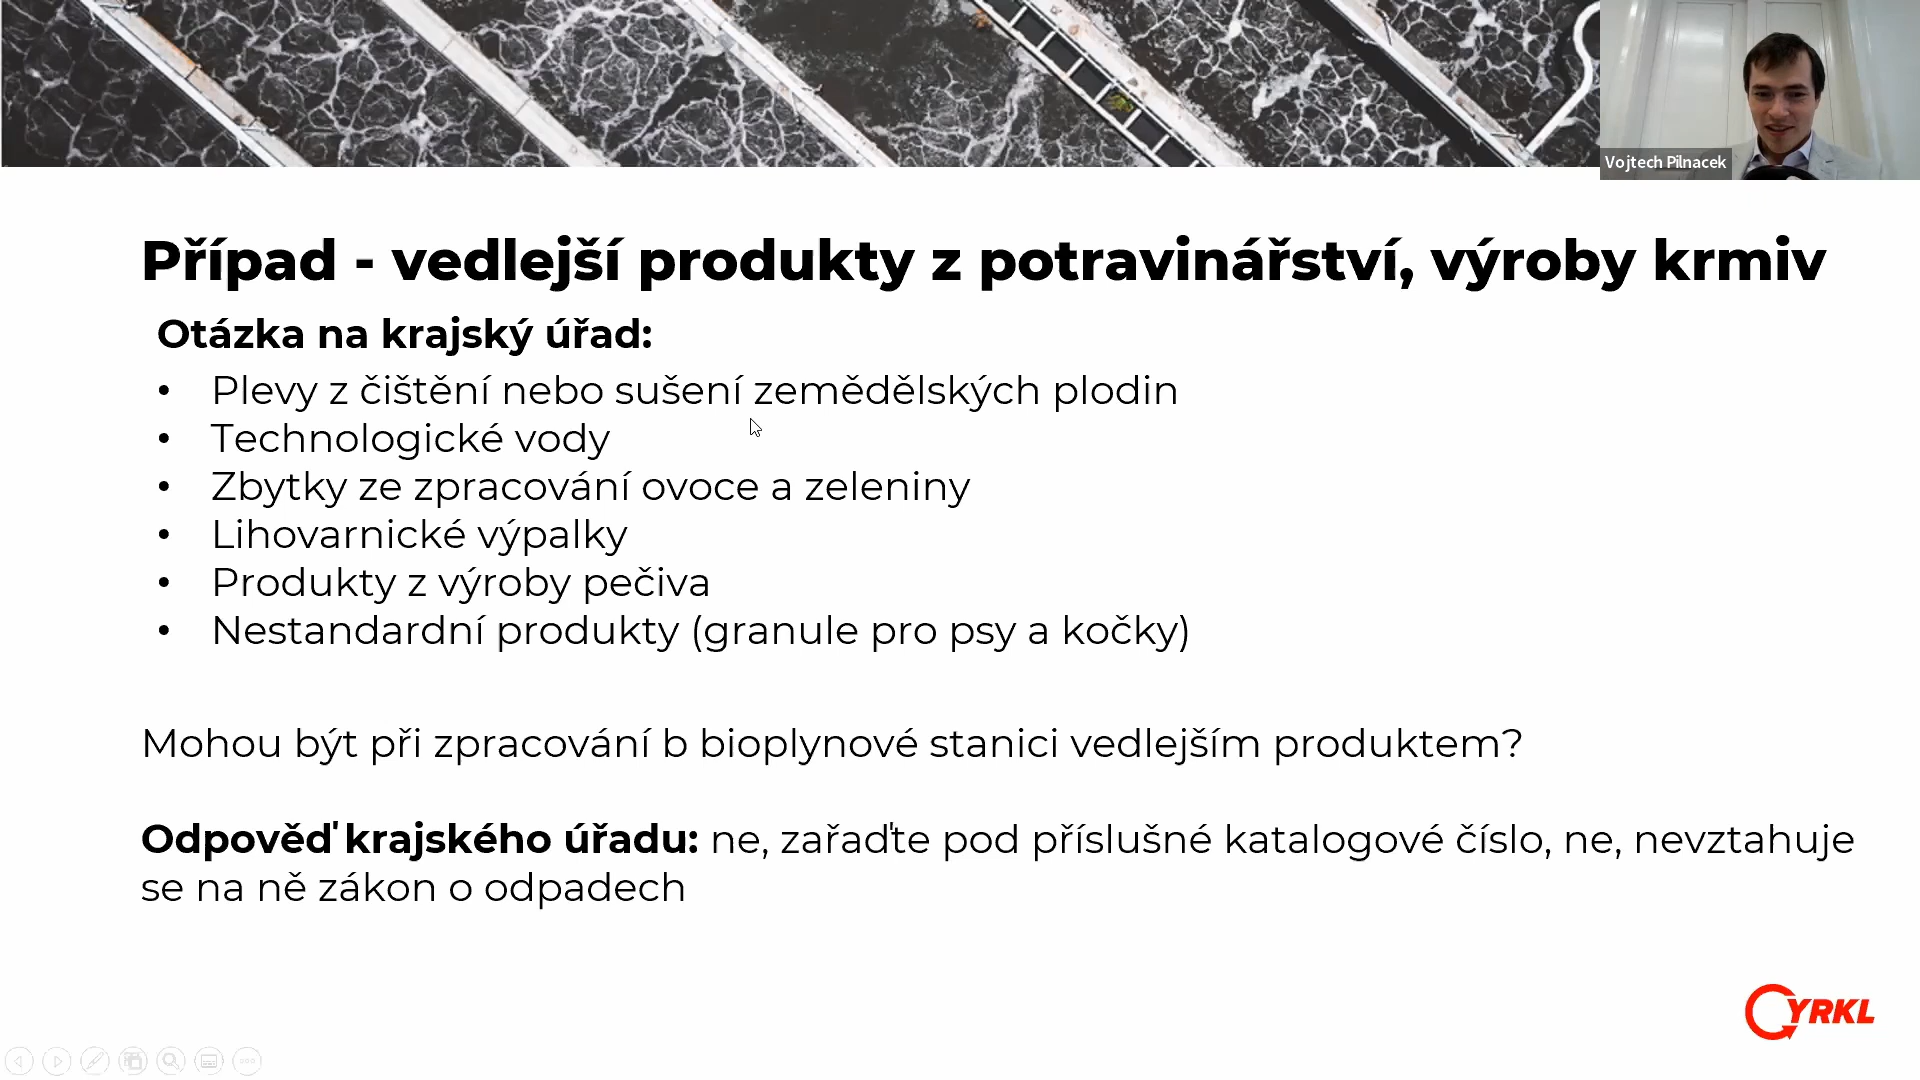 Vojtech Pilnacek
Případ - vedlejší produkty z potravinářství, výroby krmiv
Otázka na krajský úřad:
• Plevy z čištění nebo sušení zemědělských plodin
• Technologické vody
• Zbytky ze zpracování ovoce a zeleniny
• Lihovarnické výpalky
• Produkty z výroby pečiva
• Nestandardní produkty (granule pro psy a kočky)
Mohou být při zpracování b bioplynové stanici vedlejším produktem?
Odpověď krajského úřadu: ne, zařaďte pod příslušné katalogové číslo, ne, nevztahuje
se na ně zákon o odpadech
CYRKL